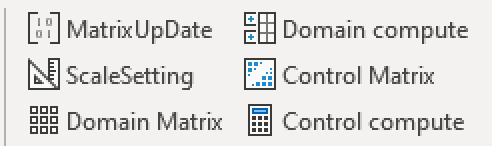 MatrixUpDate
ScaleSetting
Domain Matrix
Domain compute
Control Matrix
Control compute